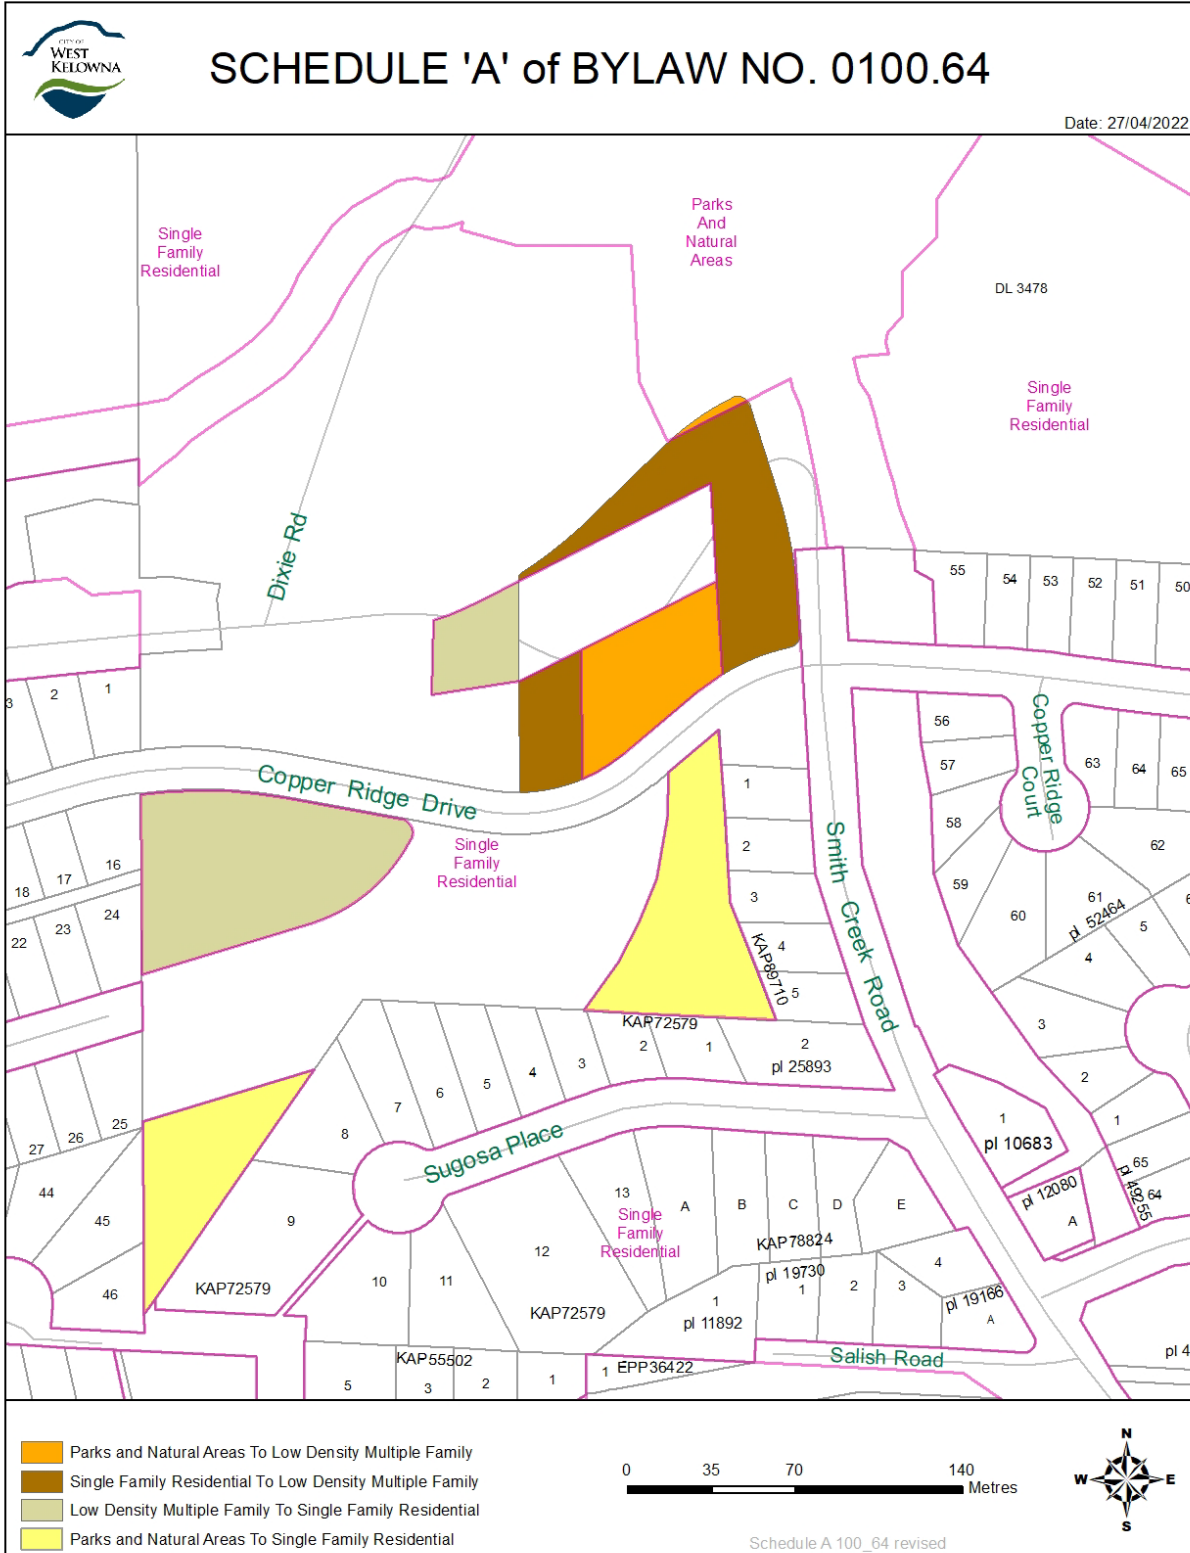 CITY OF
WEST
KELOWNA
SCHEDULE 'A' of BYLAW NO. 0100.64
Date: 27/04/2022
Parks
And
Natural
Areas
Single
Family
Residential
DL 3478
Single
Family
Residential
Dixie Rd
55
54
53
52
51
50
3
2
1
56
57
58
59
60
61
62
63
64
65
Copper Ridge
Court
Copper Ridge Drive
Single
Family
Residential
1
2
3
4
5
KAP89710
Smith Creek Road
18
17
16
22
23
24
pl 52464
5
4
3
2
1
6
KAP72579
8
7
6
5
4
3
2
1
2
pl 25893
27
26
25
44
45
46
Sugosa Place
1
pl 10683
pl 12080
A
pl 49255
65
64
9
KAP72579
10
11
12
KAP72579
13
Single
Family
Residential
A
B
C
D
E
KAP78824
pl 19730
1
2
3
4
pl 19166
A
1
pl 11892
Salish Road
pl 4
KAP55502
5
3
2
1
1
EPP36422
Parks and Natural Areas To Low Density Multiple Family
Single Family Residential To Low Density Multiple Family
Low Density Multiple Family To Single Family Residential
Parks and Natural Areas To Single Family Residential
0 35 70 140
Metres
N
W E
S
Schedule A 100_64 revised